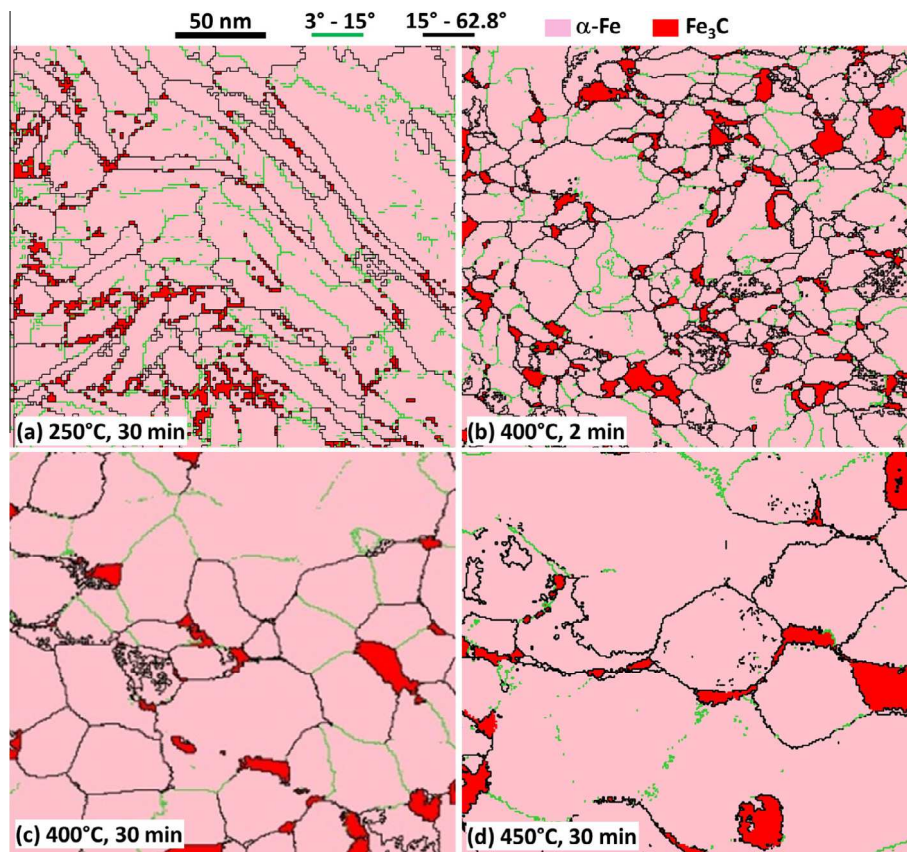 50 nm 3° - 15° 15° - 62.8° α-Fe Fe₃C
(a) 250°C, 30 min
(b) 400°C, 2 min
(c) 400°C, 30 min
(d) 450°C, 30 min